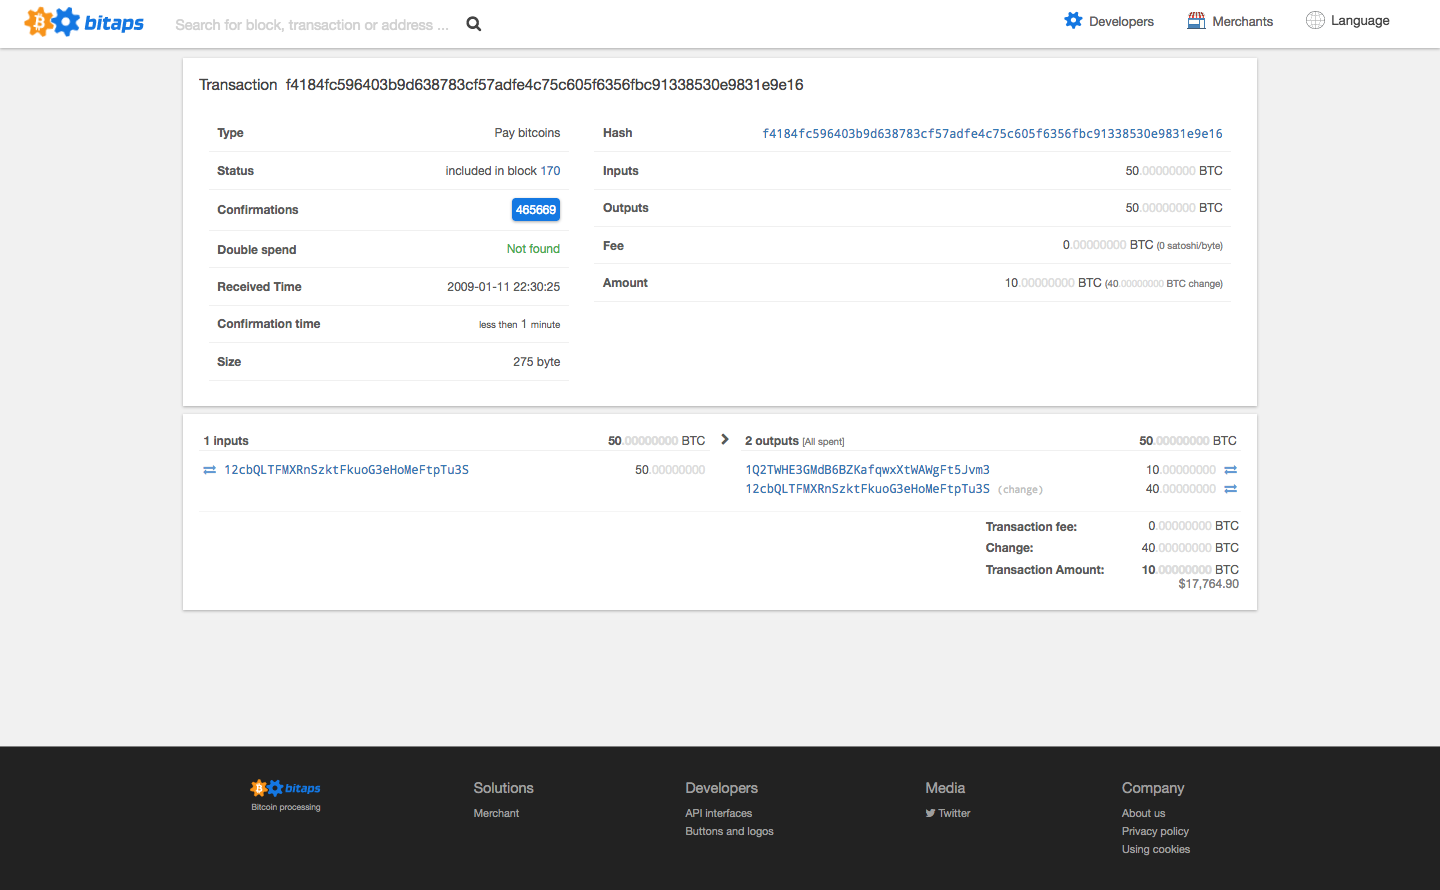 bitaps
Search for block, transaction or address ...
Developers
Merchants
Language
Transaction f4184fc596403b9d638783cf57adfe4c75c605f6356fbc91338530e9831e9e16
Type Pay bitcoins
Status included in block 170
Confirmations 465669
Double spend Not found
Received Time 2009-01-11 22:30:25
Confirmation time less then 1 minute
Size 275 byte
Hash f4184fc596403b9d638783cf57adfe4c75c605f6356fbc91338530e9831e9e16
Inputs 50.00000000 BTC
Outputs 50.00000000 BTC
Fee 0.00000000 BTC (0 satoshi/byte)
Amount 10.00000000 BTC (40.00000000 BTC change)
1 inputs 50.00000000 BTC
12cbQLTFMXRnSzktFkuoG3eHoMeFtpTu3S 50.00000000
2 outputs [All spent] 50.00000000 BTC
1Q2TWHE3GMdB6BZKafqwxXtWAWgFt5Jvm3 10.00000000
12cbQLTFMXRnSzktFkuoG3eHoMeFtpTu3S (change) 40.00000000
Transaction fee: 0.00000000 BTC
Change: 40.00000000 BTC
Transaction Amount: 10.00000000 BTC
$17,764.90
bitaps
Bitcoin processing
Solutions
Merchant
Developers
API interfaces
Buttons and logos
Media
Twitter
Company
About us
Privacy policy
Using cookies